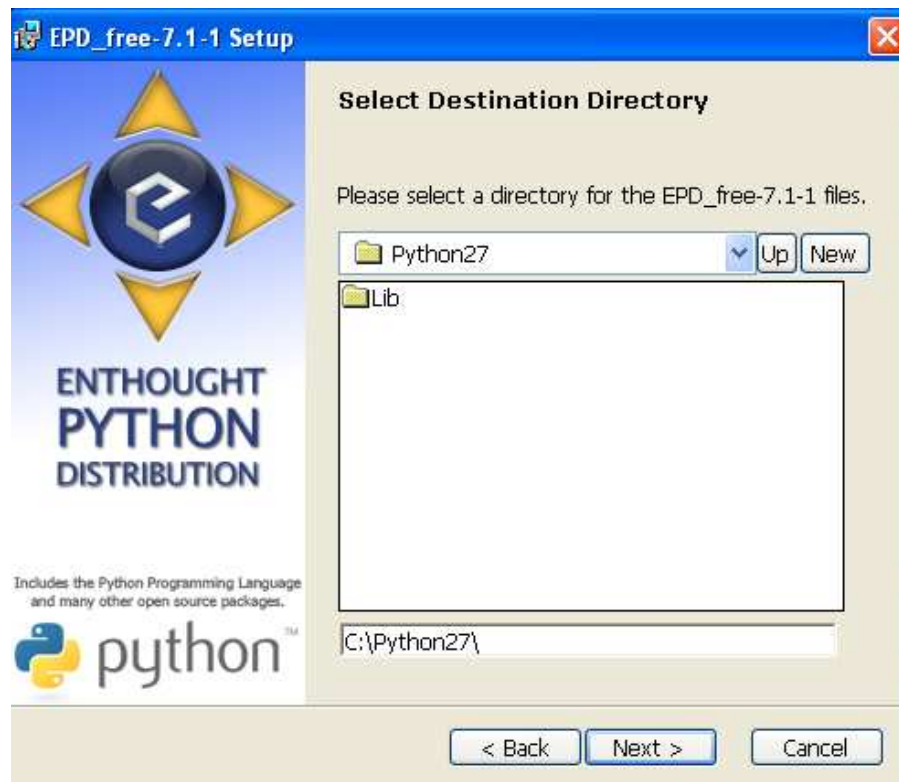 EPD_free-7.1-1 Setup
Select Destination Directory
Please select a directory for the EPD_free-7.1-1 files.
Python27
Up
New
Lib
C:\Python27\
ENTHOUGHT
PYTHON
DISTRIBUTION
Includes the Python Programming Language
and many other open source packages.
python™
< Back
Next >
Cancel